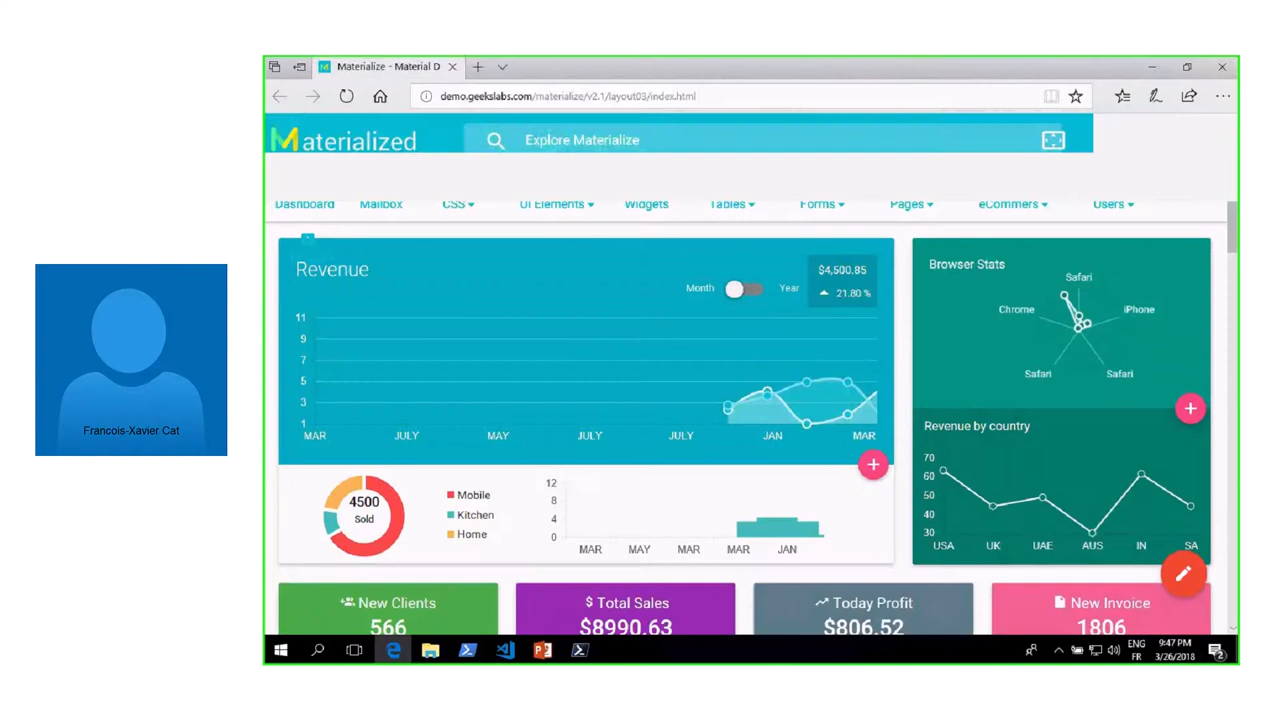 Materialize - Material D
demo.geekslabs.com/materialize/v2.1/layout03/index.html
Materialized
Explore Materialize
Dashboard Mailbox CSS UI Elements Widgets Tables Forms Pages eCommers Users
Revenue
Month Year
$4,500.85
21.80 %
11
9
7
5
3
1
MAR JULY MAY JULY JULY JAN MAR
Browser Stats
Safari
Chrome iPhone
Safari Safari
Revenue by country
70
60
50
40
30
USA UK UAE AUS IN SA
4500
Sold
Mobile
Kitchen
Home
12
8
4
0
MAR MAY MAR MAR JAN
New Clients
566
$ Total Sales
$8990.63
Today Profit
$806.52
New Invoice
1806
Francois-Xavier Cat
ENG
FR
9:47 PM
3/26/2018
2